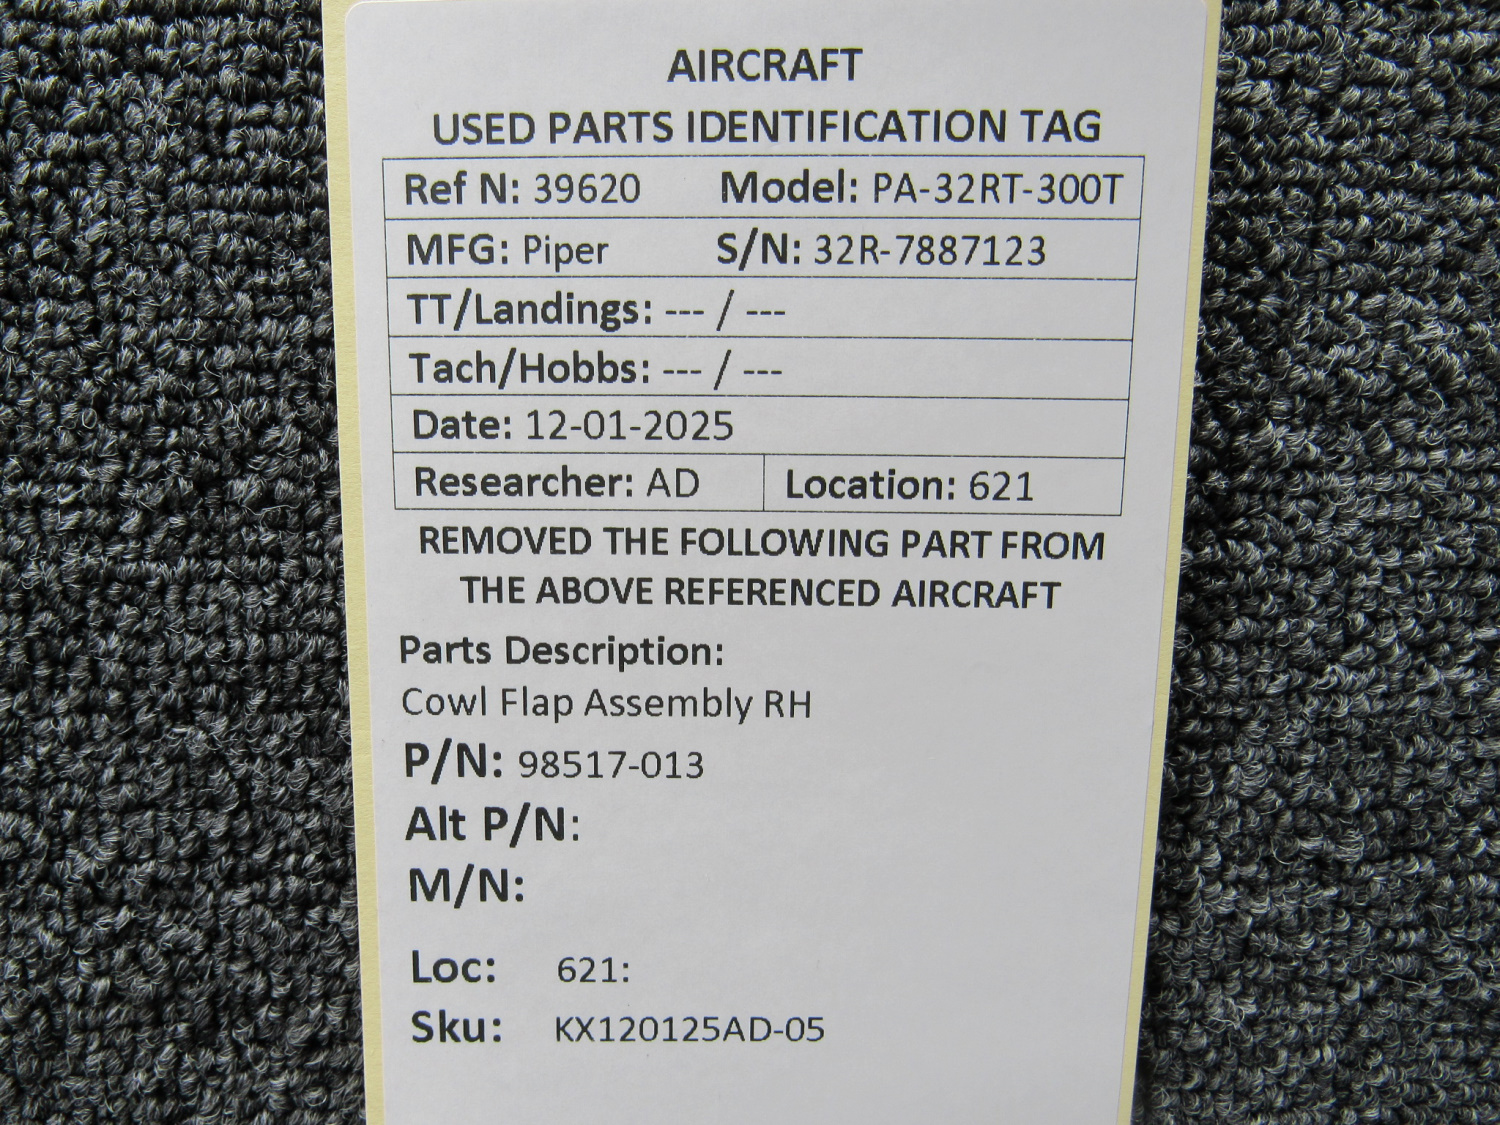 AIRCRAFT
USED PARTS IDENTIFICATION TAG
Ref N: 39620 Model: PA-32RT-300T
MFG: Piper S/N: 32R-7887123
TT/Landings: --- / ---
Tach/Hobbs: --- / ---
Date: 12-01-2025
Researcher: AD Location: 621
REMOVED THE FOLLOWING PART FROM
THE ABOVE REFERENCED AIRCRAFT
Parts Description:
Cowl Flap Assembly RH
P/N: 98517-013
Alt P/N:
M/N:
Loc: 621:
Sku: KX120125AD-05